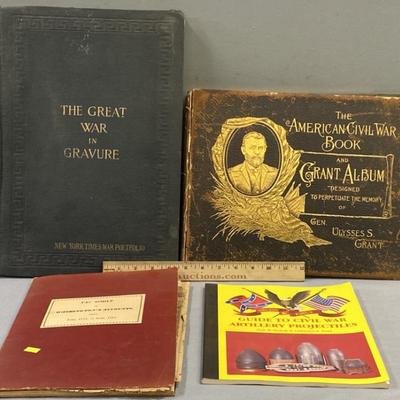 THE GREAT
WAR
IN
GRAVURE
NEW YORK TIMES WAR PORTFOLIO
THE
AMERICAN CIVIL WAR
BOOK
AND
GRANT ALBUM
"DESIGNED
TO PERPETUATE THE MEMORY
OF
GEN.
ULYSSES S.
GRANT
GUIDE TO CIVIL WAR
ARTILLERY PROJECTILES